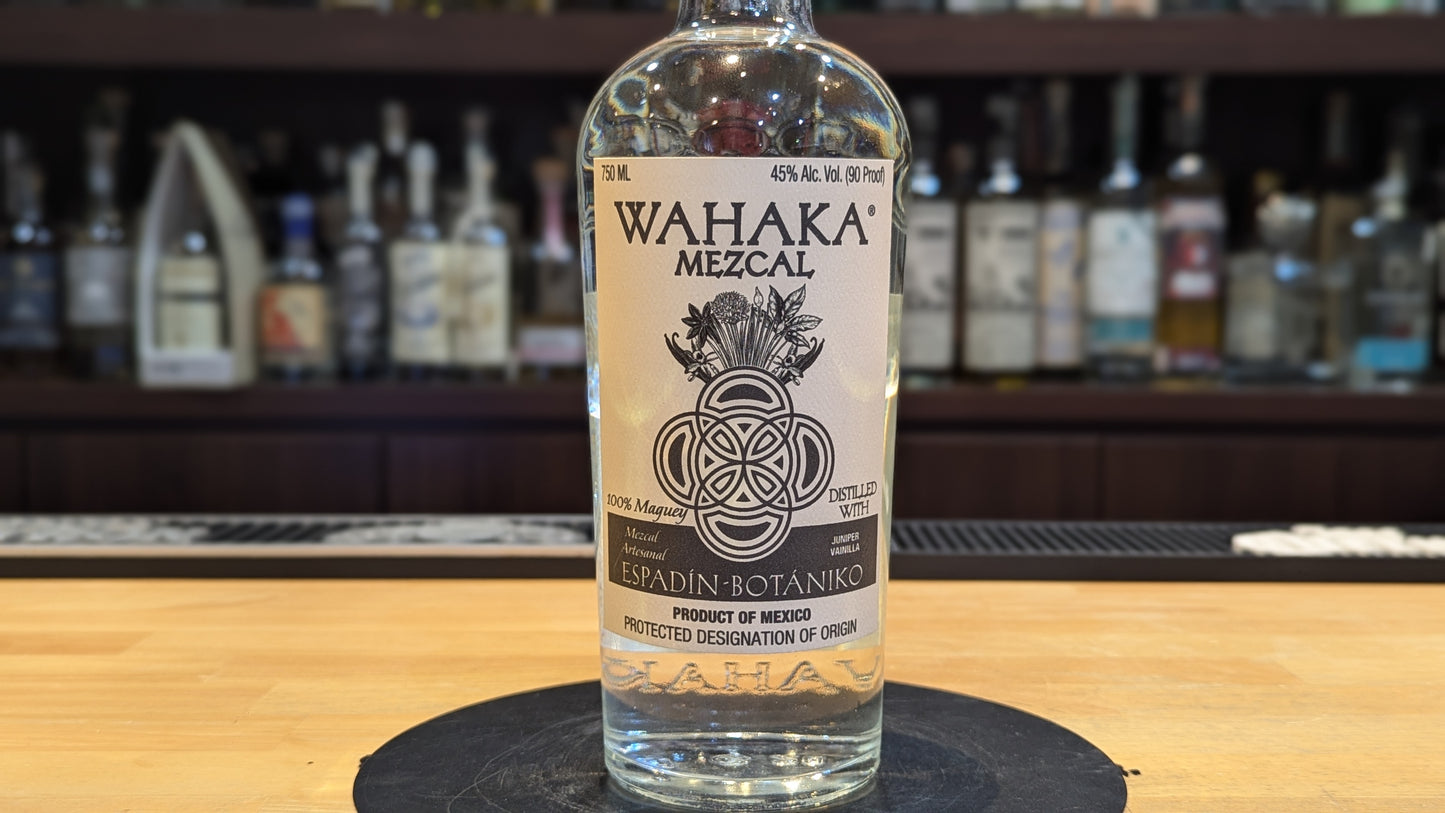 750 ML 45% Alc. Vol. (90 Proof)
WAHAKA®
MEZCAL
100% Maguey
DISTILLED
WITH
Mezcal
Artesanal
JUNIPER
VAINILLA
ESPADÍN-BOTÁNIKO
PRODUCT OF MEXICO
PROTECTED DESIGNATION OF ORIGIN